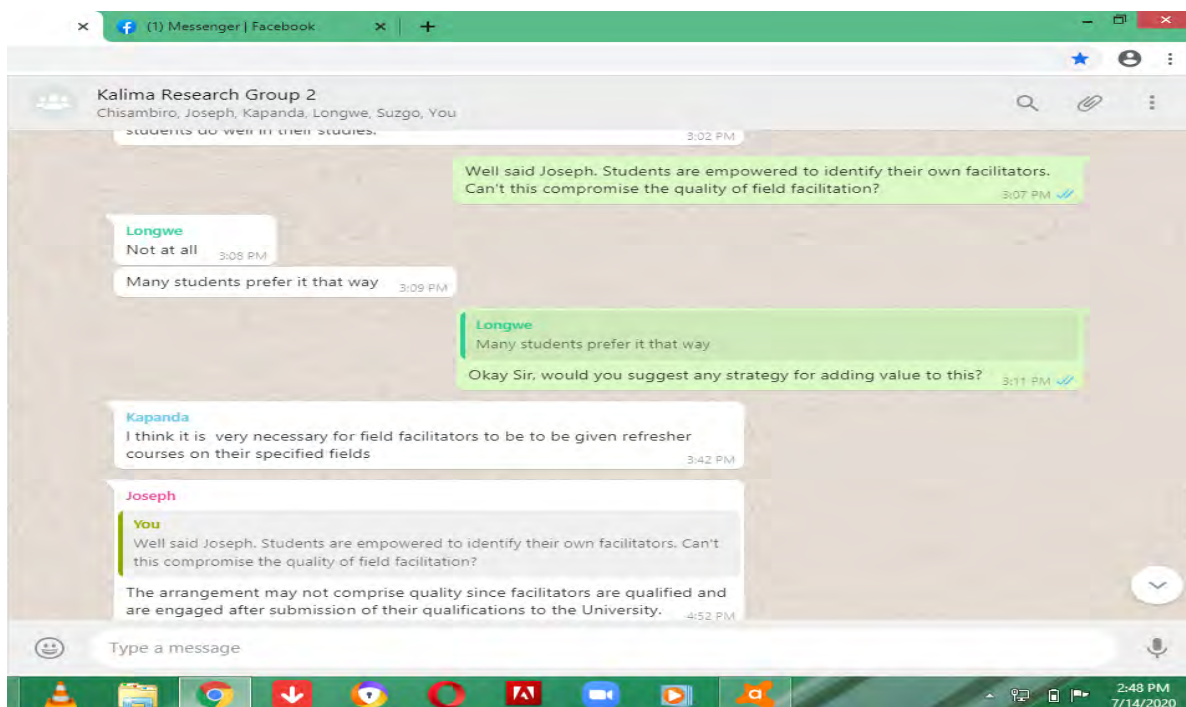 (1) Messenger | Facebook
Kalima Research Group 2
Chisambiro, Joseph, Kapanda, Longwe, Suzgo, You
students do well in their studies.
3:02 PM
Well said Joseph. Students are empowered to identify their own facilitators.
Can't this compromise the quality of field facilitation?
3:07 PM
Longwe
Not at all
3:08 PM
Many students prefer it that way
3:09 PM
Longwe
Many students prefer it that way
Okay Sir, would you suggest any strategy for adding value to this?
3:11 PM
Kapanda
I think it is very necessary for field facilitators to be to be given refresher
courses on their specified fields
3:42 PM
Joseph
You
Well said Joseph. Students are empowered to identify their own facilitators. Can't
this compromise the quality of field facilitation?
The arrangement may not comprise quality since facilitators are qualified and
are engaged after submission of their qualifications to the University.
4:52 PM
Type a message
2:48 PM
7/14/2020